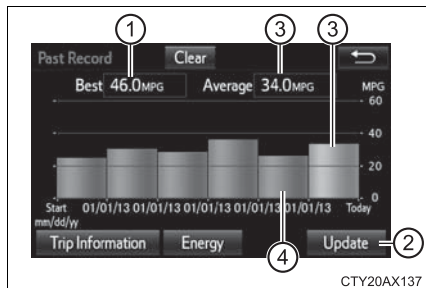 1 3 3
Past Record Clear
Best 46.0MPG Average 34.0MPG MPG
60
40
20
0
Start 01/01/13 01/01/13 01/01/13 01/01/13 01/01/13 Today
mm/dd/yy
Trip Information Energy Update 2
4
CTY20AX137